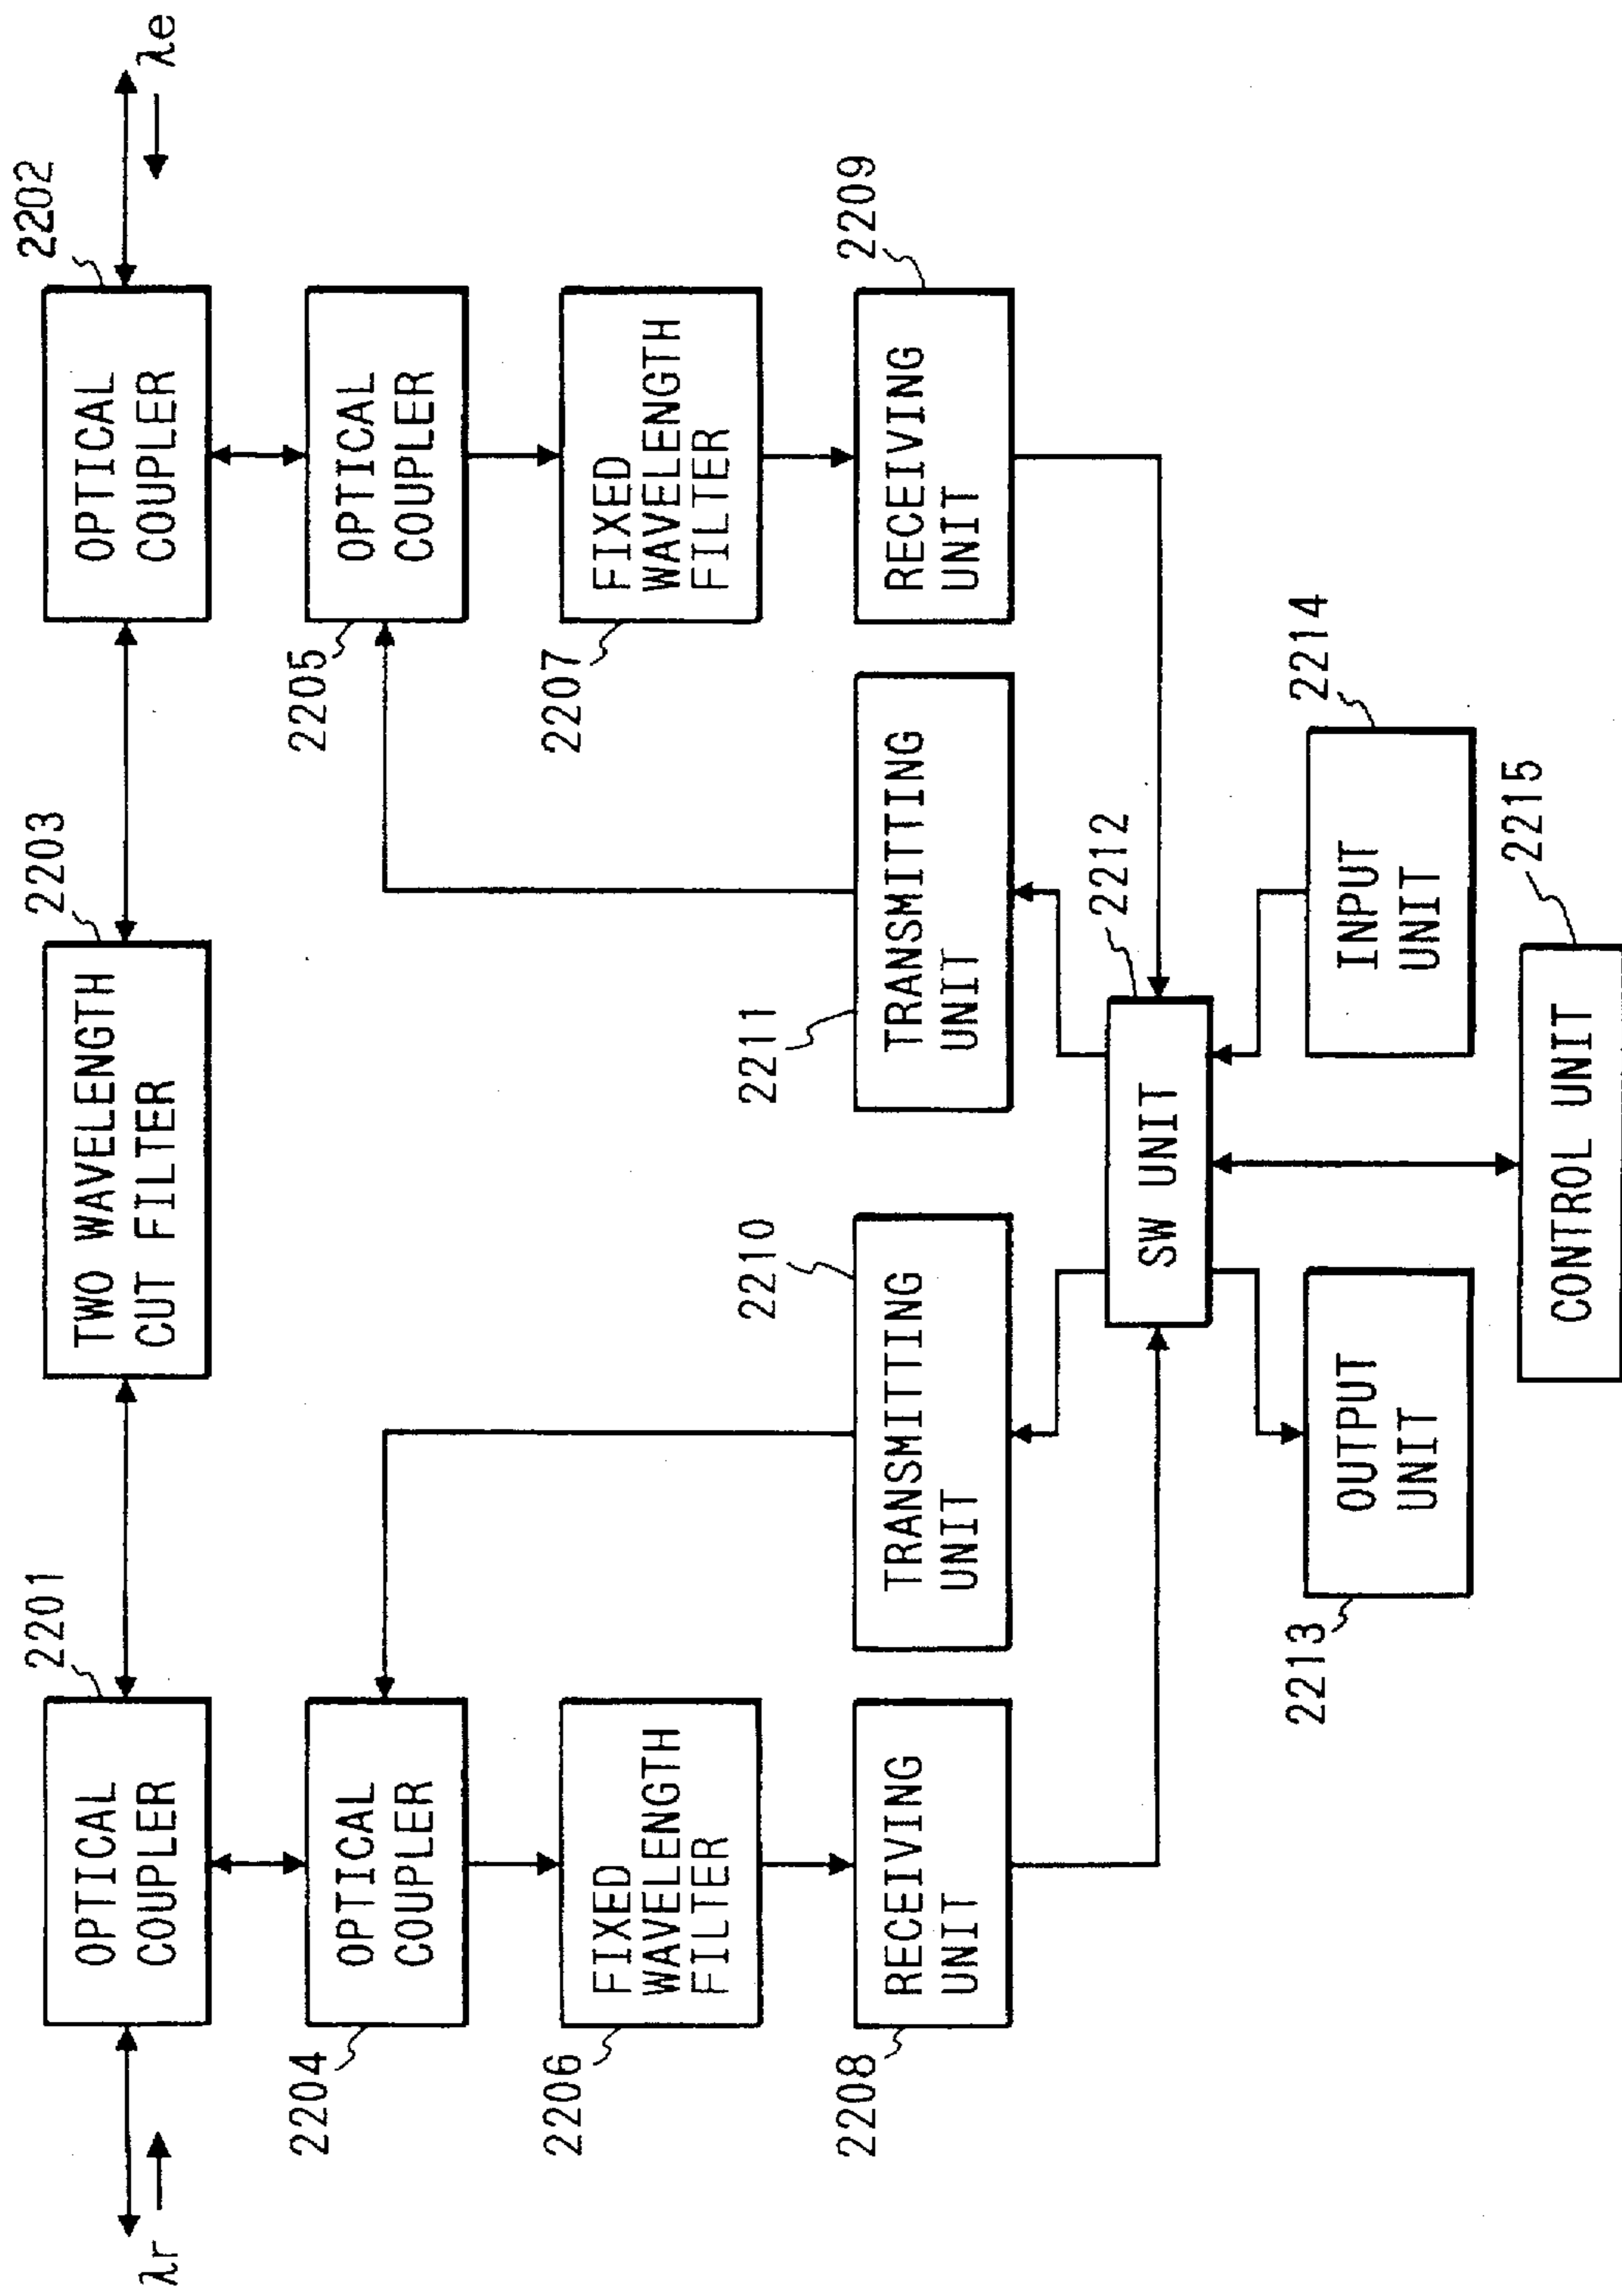 2201
2203
2202
OPTICAL
COUPLER
TWO WAVELENGTH
CUT FILTER
OPTICAL
COUPLER
λr
λe
2204
OPTICAL
COUPLER
2205
OPTICAL
COUPLER
2206
FIXED
WAVELENGTH
FILTER
2207
FIXED
WAVELENGTH
FILTER
2208
RECEIVING
UNIT
2210
TRANSMITTING
UNIT
2211
TRANSMITTING
UNIT
2209
RECEIVING
UNIT
2212
SW UNIT
2213
OUTPUT
UNIT
2214
INPUT
UNIT
2215
CONTROL UNIT